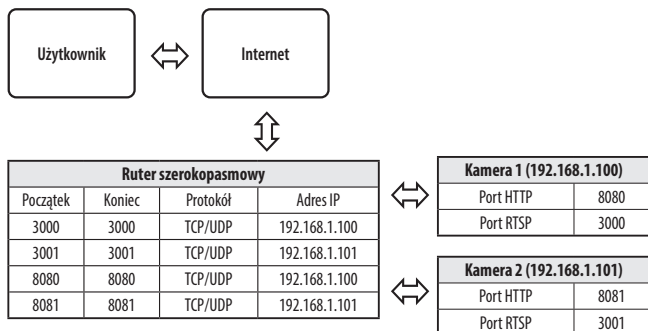 Użytkownik
Internet
Ruter szerokopasmowy
Początek Koniec Protokół Adres IP
3000 3000 TCP/UDP 192.168.1.100
3001 3001 TCP/UDP 192.168.1.101
8080 8080 TCP/UDP 192.168.1.100
8081 8081 TCP/UDP 192.168.1.101
Kamera 1 (192.168.1.100)
Port HTTP 8080
Port RTSP 3000
Kamera 2 (192.168.1.101)
Port HTTP 8081
Port RTSP 3001